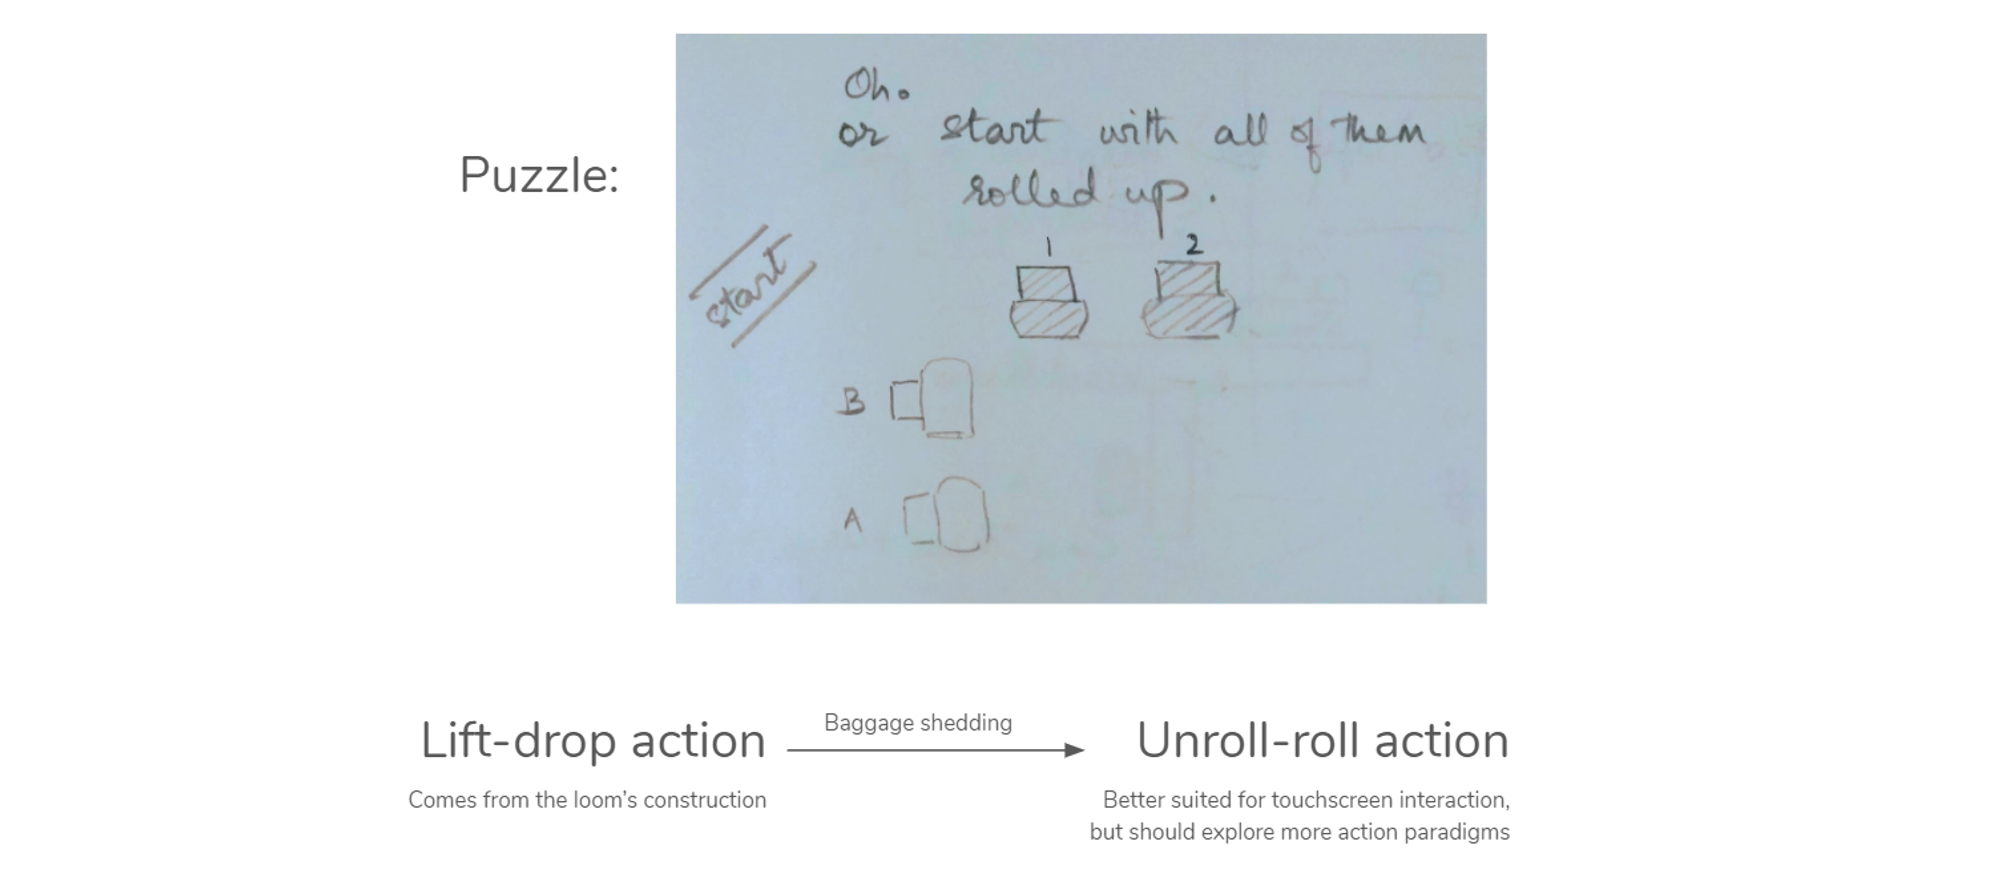 Puzzle:
Oh.
or start with all of them
rolled up.
start
1 2
B
A
Lift-drop action
Baggage shedding
Unroll-roll action
Comes from the loom's construction
Better suited for touchscreen interaction,
but should explore more action paradigms